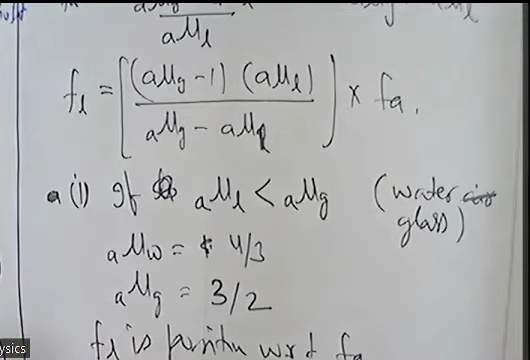 aμl
fl = [(aμg - 1) (aμl) / aμg - aμl] × fa.
a (i) If aμl < aμg (water glass)
aμw = 4/3
aμg = 3/2
fl is positive w.r.t fa
ysics